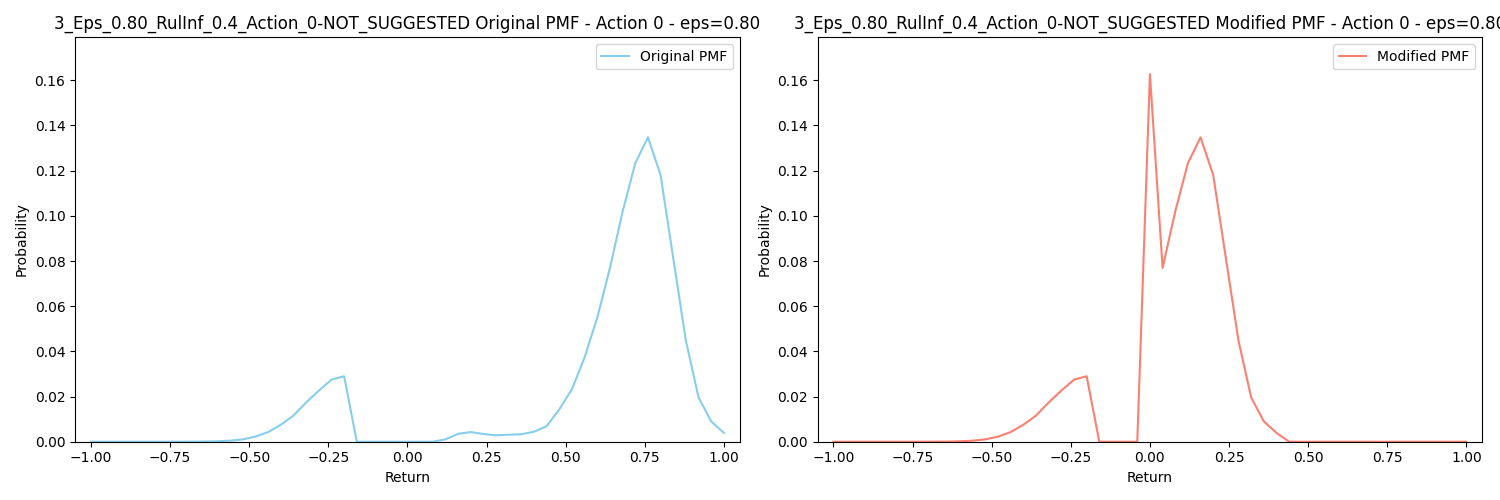 3_Eps_0.80_RulInf_0.4_Action_0-NOT_SUGGESTED Original PMF - Action 0 - eps=0.80
Original PMF
0.16
0.14
0.12
0.10
0.08
0.06
0.04
0.02
0.00
Probability
−1.00 −0.75 −0.50 −0.25 0.00 0.25 0.50 0.75 1.00
Return
3_Eps_0.80_RulInf_0.4_Action_0-NOT_SUGGESTED Modified PMF - Action 0 - eps=0.80
Modified PMF
0.16
0.14
0.12
0.10
0.08
0.06
0.04
0.02
0.00
Probability
−1.00 −0.75 −0.50 −0.25 0.00 0.25 0.50 0.75 1.00
Return